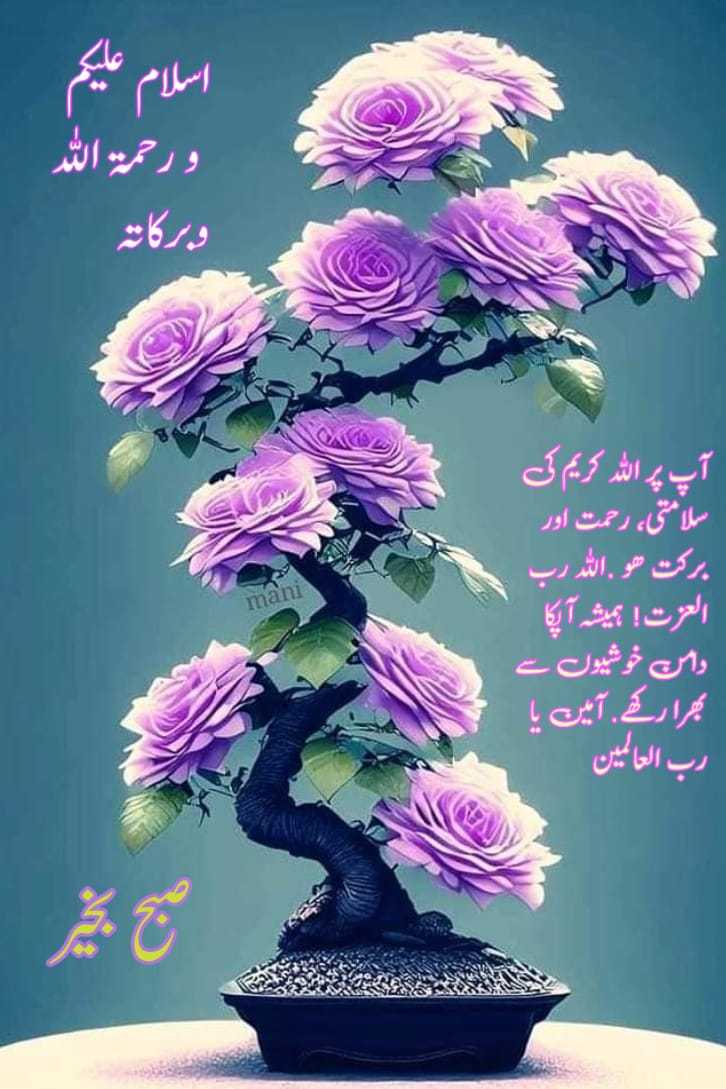 اسلام علیکم
و رحمۃ اللہ
وبرکاتہ
آپ پر اللہ کریم کی
سلامتی، رحمت اور
برکت ھو .اللہ رب
العزت! ہمیشہ آپکا
دامن خوشیوں سے
بھرا رکھے. آمین یا
رب العالمین
mani
صبح بخیر